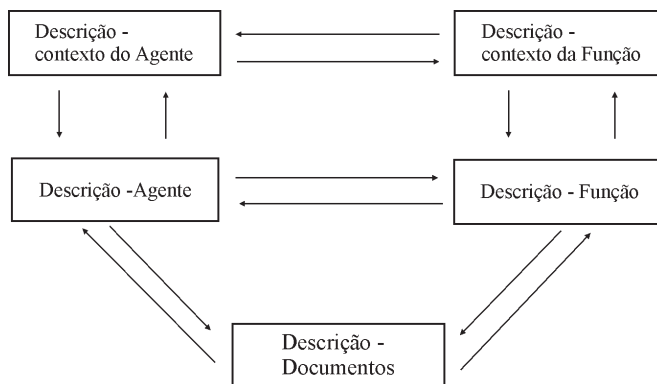 Descrição -
contexto do Agente
Descrição -
contexto da Função
Descrição -Agente
Descrição - Função
Descrição -
Documentos